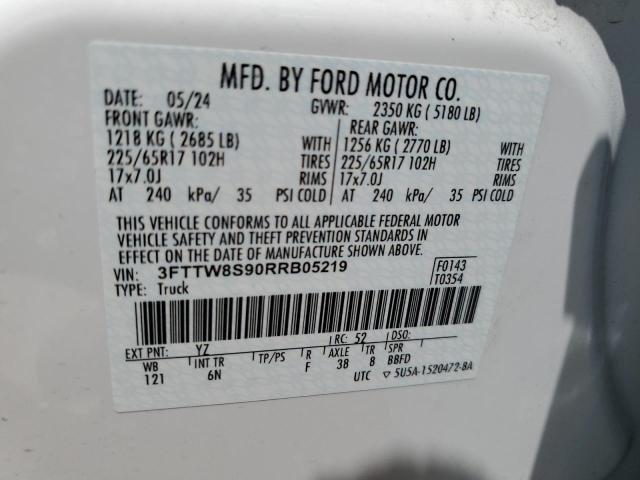 MFD. BY FORD MOTOR CO.
DATE: 05/24 GVWR: 2350 KG ( 5180 LB)
FRONT GAWR: REAR GAWR:
1218 KG ( 2685 LB) 1256 KG ( 2770 LB)
225/65R17 102H TIRES 225/65R17 102H TIRES
17x7.0J RIMS 17x7.0J RIMS
AT 240 kPa/ 35 PSI COLD AT 240 kPa/ 35 PSI COLD
THIS VEHICLE CONFORMS TO ALL APPLICABLE FEDERAL MOTOR
VEHICLE SAFETY AND THEFT PREVENTION STANDARDS IN
EFFECT ON THE DATE OF MANUFACTURE SHOWN ABOVE.
VIN: 3FTTW8S90RRB05219 F0143
TYPE: Truck T0354
EXT PNT: YZ RC: 52 DSO:
WB INT TR TP/PS R AXLE TR SPR
121 6N F 38 8 BBFD
UTC ▽ 5U5A-1520472-BA